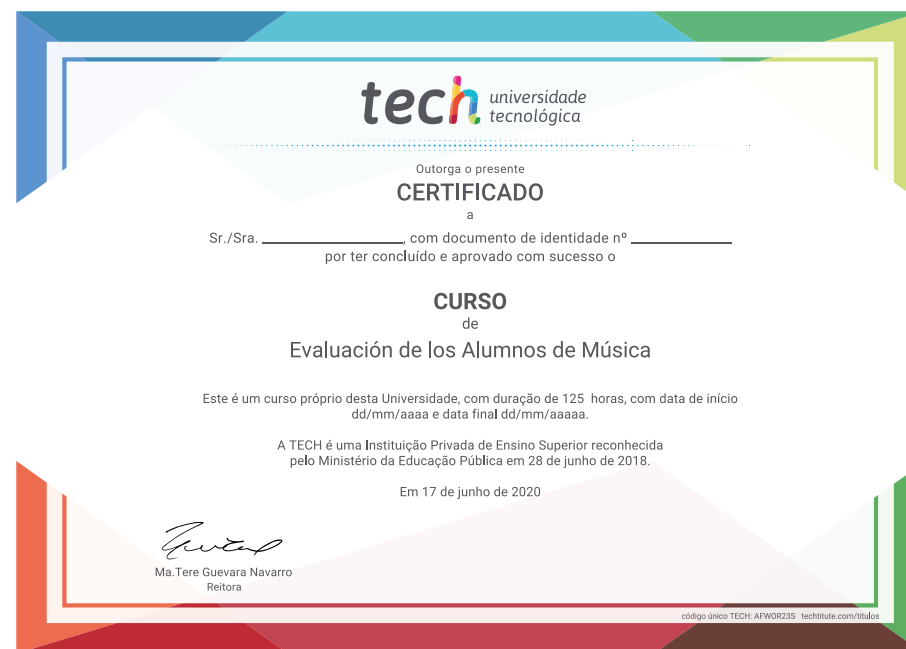 tech universidade
tecnológica
Outorga o presente
CERTIFICADO
a
Sr./Sra. ________________, com documento de identidade nº ____________
por ter concluído e aprovado com sucesso o
CURSO
de
Evaluación de los Alumnos de Música
Este é um curso próprio desta Universidade, com duração de 125 horas, com data de início
dd/mm/aaaa e data final dd/mm/aaaaa.
A TECH é uma Instituição Privada de Ensino Superior reconhecida
pelo Ministério da Educação Pública em 28 de junho de 2018.
Em 17 de junho de 2020
Ma.Tere Guevara Navarro
Reitora
código único TECH: AFWOR23S techtitute.com/titulos